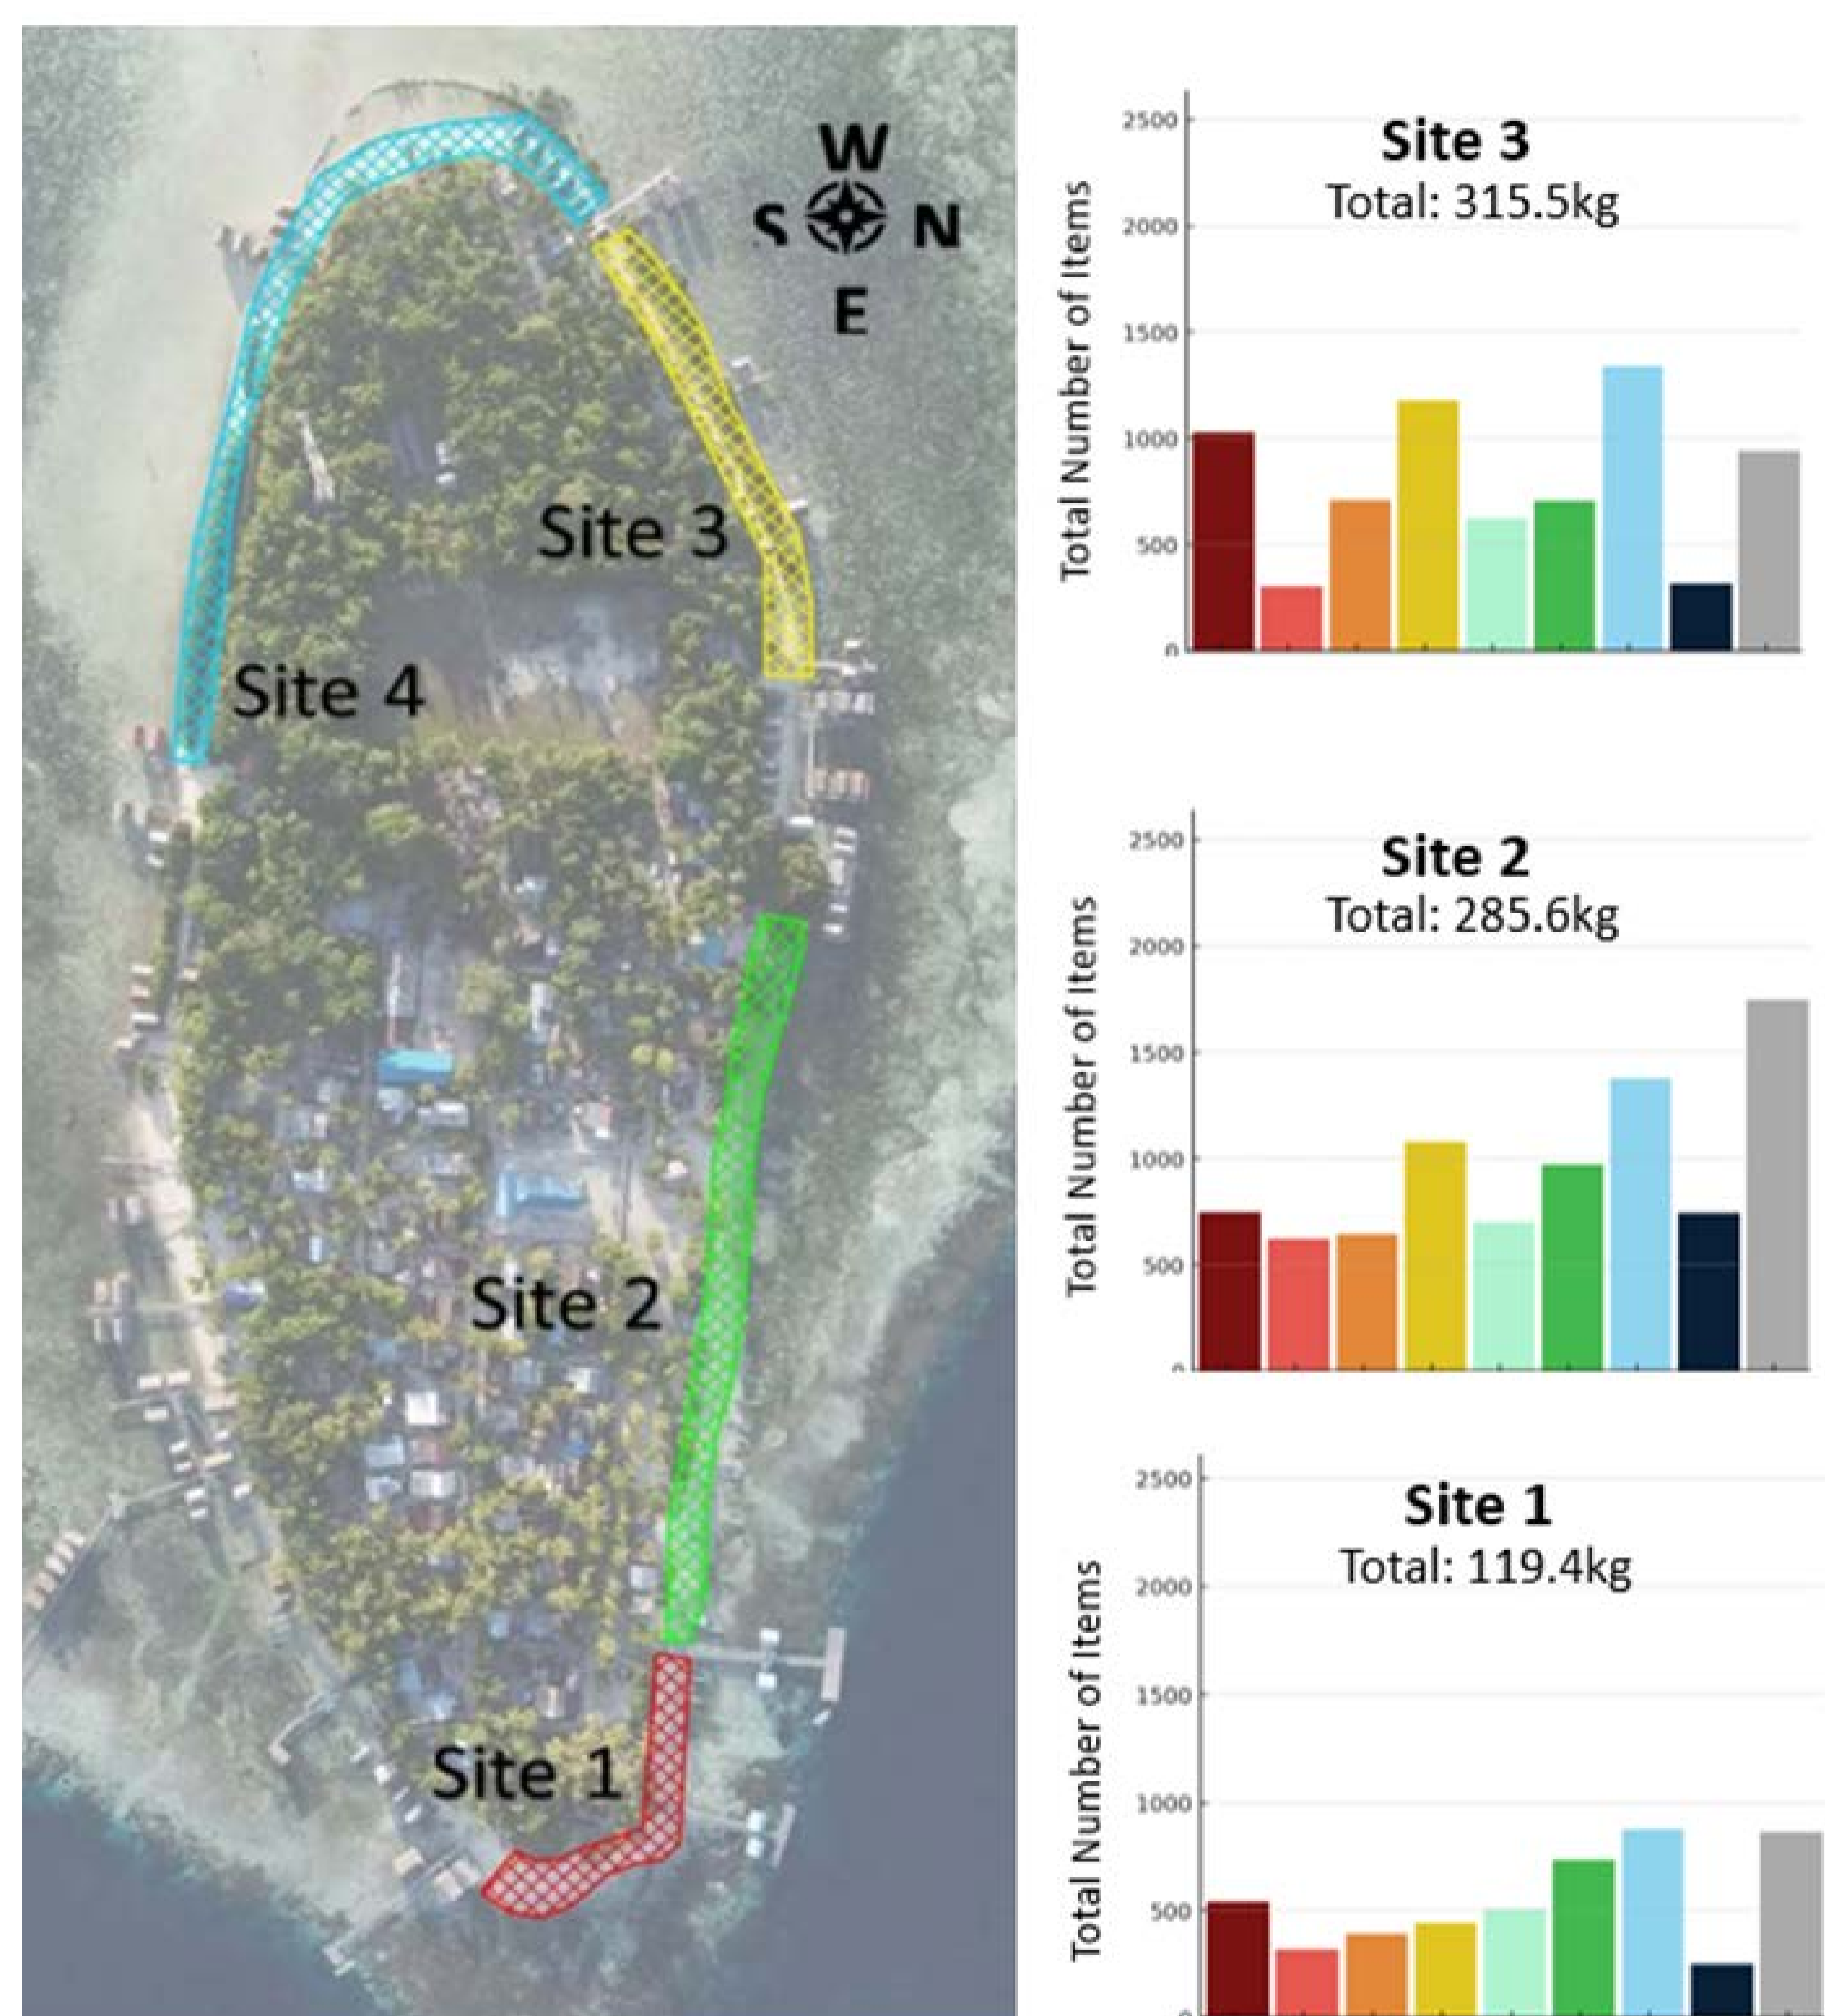 W
S N
E
Site 3
Site 4
Site 2
Site 1
Site 3
Total: 315.5kg
Total Number of Items
2500
2000
1500
1000
500
0
Site 2
Total: 285.6kg
Total Number of Items
2500
2000
1500
1000
500
0
Site 1
Total: 119.4kg
Total Number of Items
2500
2000
1500
1000
500
0